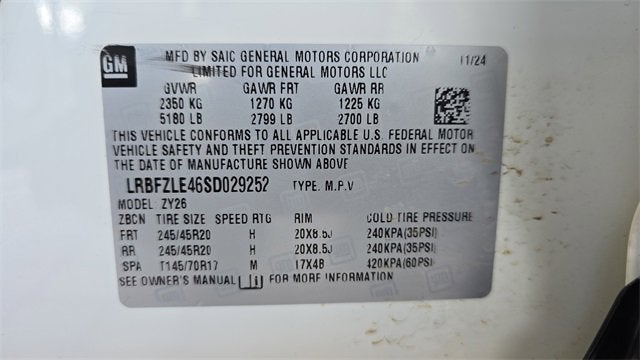 GM
MFD BY SAIC GENERAL MOTORS CORPORATION 11/24
LIMITED FOR GENERAL MOTORS LLC
GVWR GAWR FRT GAWR RR
2350 KG 1270 KG 1225 KG
5180 LB 2799 LB 2700 LB
THIS VEHICLE CONFORMS TO ALL APPLICABLE U.S. FEDERAL MOTOR
VEHICLE SAFETY AND THEFT PREVENTION STANDARDS IN EFFECT ON
THE DATE OF MANUFACTURE SHOWN ABOVE
LRBFZLE46SD029252 TYPE: M.P.V
MODEL: ZY26
ZBCN TIRE SIZE SPEED RTG RIM COLD TIRE PRESSURE
FRT 245/45R20 H 20X8.5J 240KPA(35PSI)
RR 245/45R20 H 20X8.5J 240KPA(35PSI)
SPA T145/70R17 M 17X4B 420KPA(60PSI)
SEE OWNER'S MANUAL FOR MORE INFORMATION